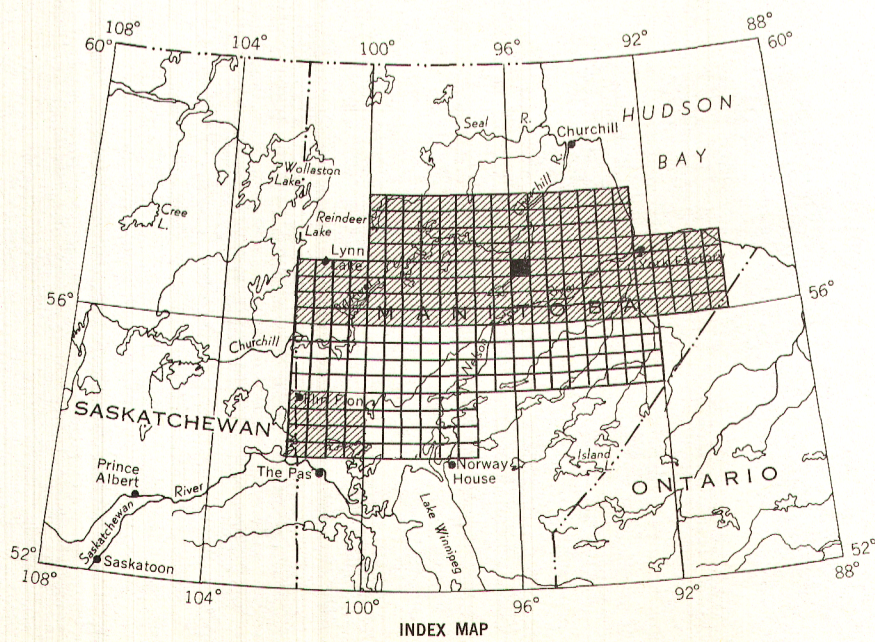 108°
60°
104°
100°
96°
92°
88°
60°
HUDSON
BAY
Seal R.
Churchill
Churchill R.
Wollaston
Lake
Cree
L.
Reindeer
Lake
Lynn
Lake
York Factory
56°
56°
MANITOBA
Churchill
Nelson
Flin Flon
SASKATCHEWAN
Prince
Albert
River
The Pas
Norway
House
Island
L.
ONTARIO
Lake Winnipeg
Saskatchewan
Saskatoon
52°
108°
104°
100°
96°
92°
52°
88°
INDEX MAP